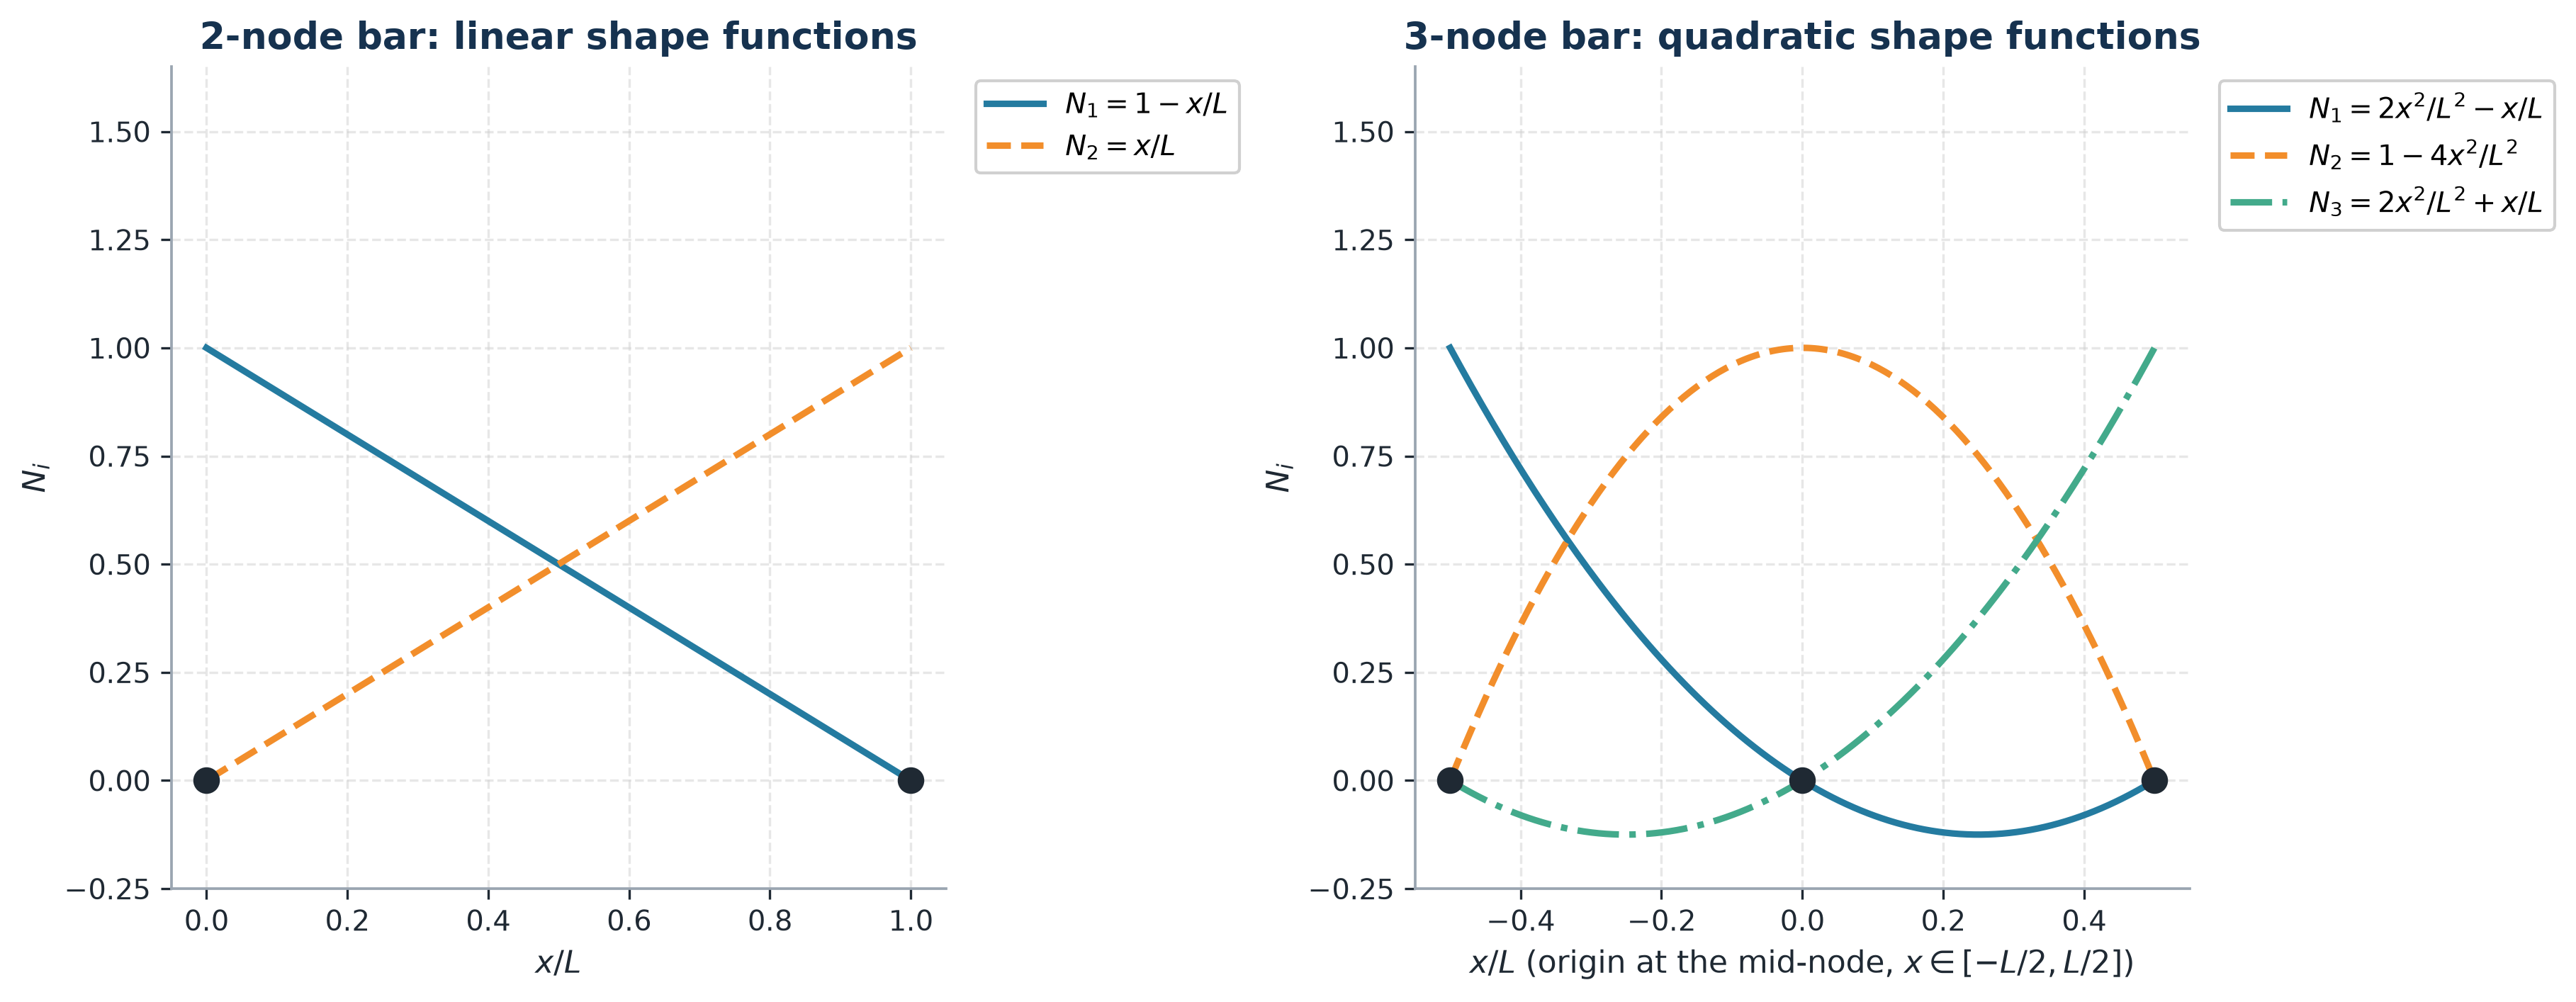 2-node bar: linear shape functions
N₁ = 1 − x/L
N₂ = x/L
1.50
1.25
1.00
0.75
0.50
0.25
0.00
−0.25
Nᵢ
0.0 0.2 0.4 0.6 0.8 1.0
x/L
3-node bar: quadratic shape functions
N₁ = 2x²/L² − x/L
N₂ = 1 − 4x²/L²
N₃ = 2x²/L² + x/L
1.50
1.25
1.00
0.75
0.50
0.25
0.00
−0.25
Nᵢ
−0.4 −0.2 0.0 0.2 0.4
x/L (origin at the mid-node, x ∈ [−L/2, L/2])